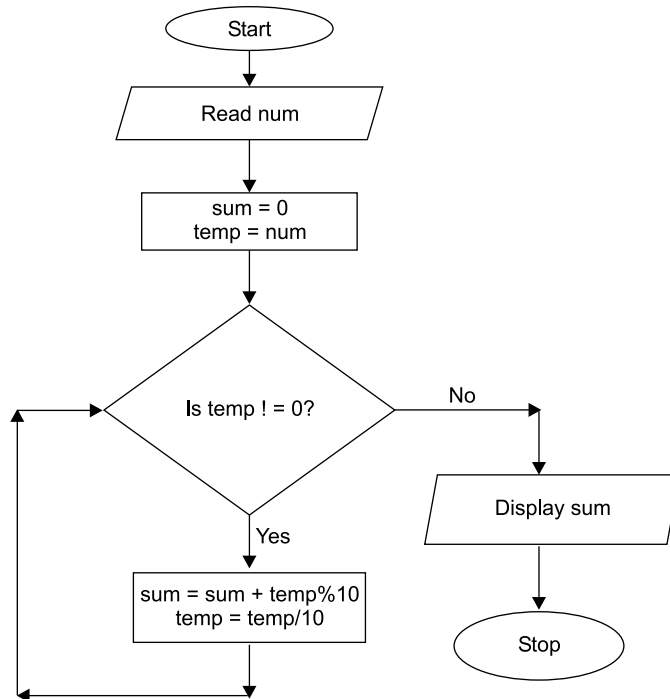 Start
Read num
sum = 0
temp = num
Is temp ! = 0?
No
Yes
Display sum
sum = sum + temp%10
temp = temp/10
Stop